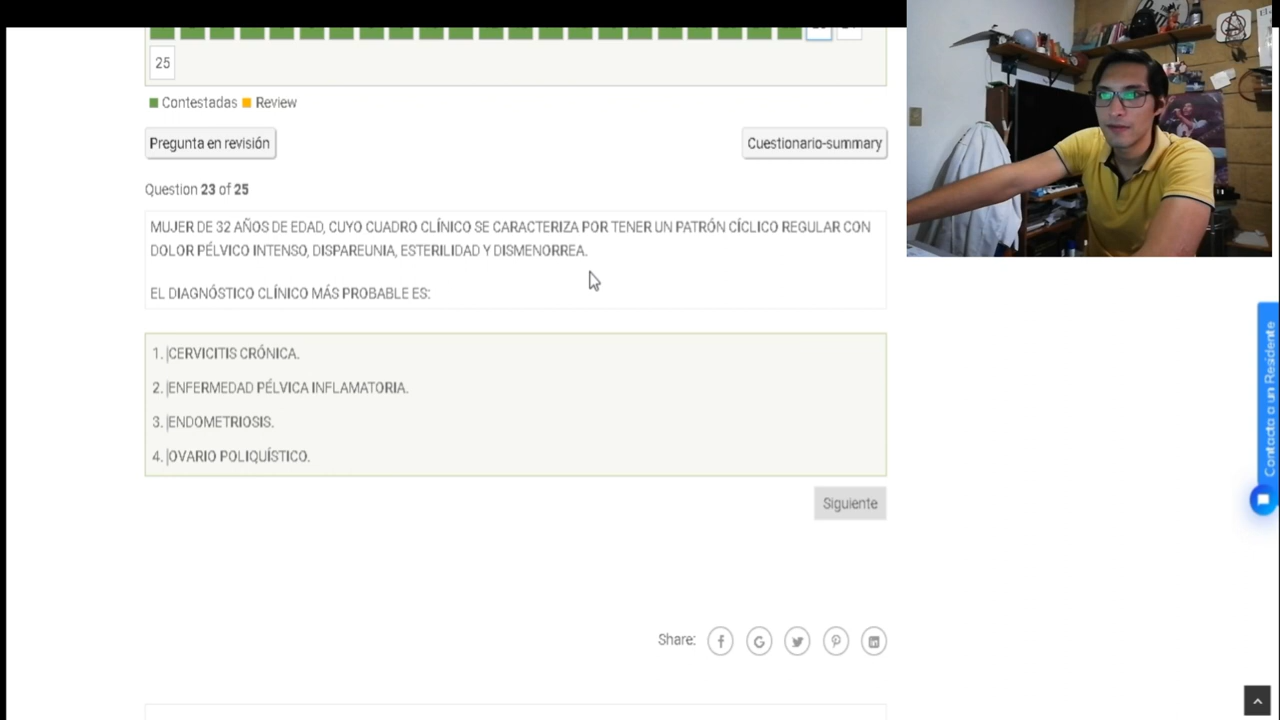 25
Contestadas Review
Pregunta en revisión
Cuestionario-summary
Question 23 of 25
MUJER DE 32 AÑOS DE EDAD, CUYO CUADRO CLÍNICO SE CARACTERIZA POR TENER UN PATRÓN CÍCLICO REGULAR CON
DOLOR PÉLVICO INTENSO, DISPAREUNIA, ESTERILIDAD Y DISMENORREA.
EL DIAGNÓSTICO CLÍNICO MÁS PROBABLE ES:
1. CERVICITIS CRÓNICA.
2. ENFERMEDAD PÉLVICA INFLAMATORIA.
3. ENDOMETRIOSIS.
4. OVARIO POLIQUÍSTICO.
Siguiente
Share:
Contacta a un Residente